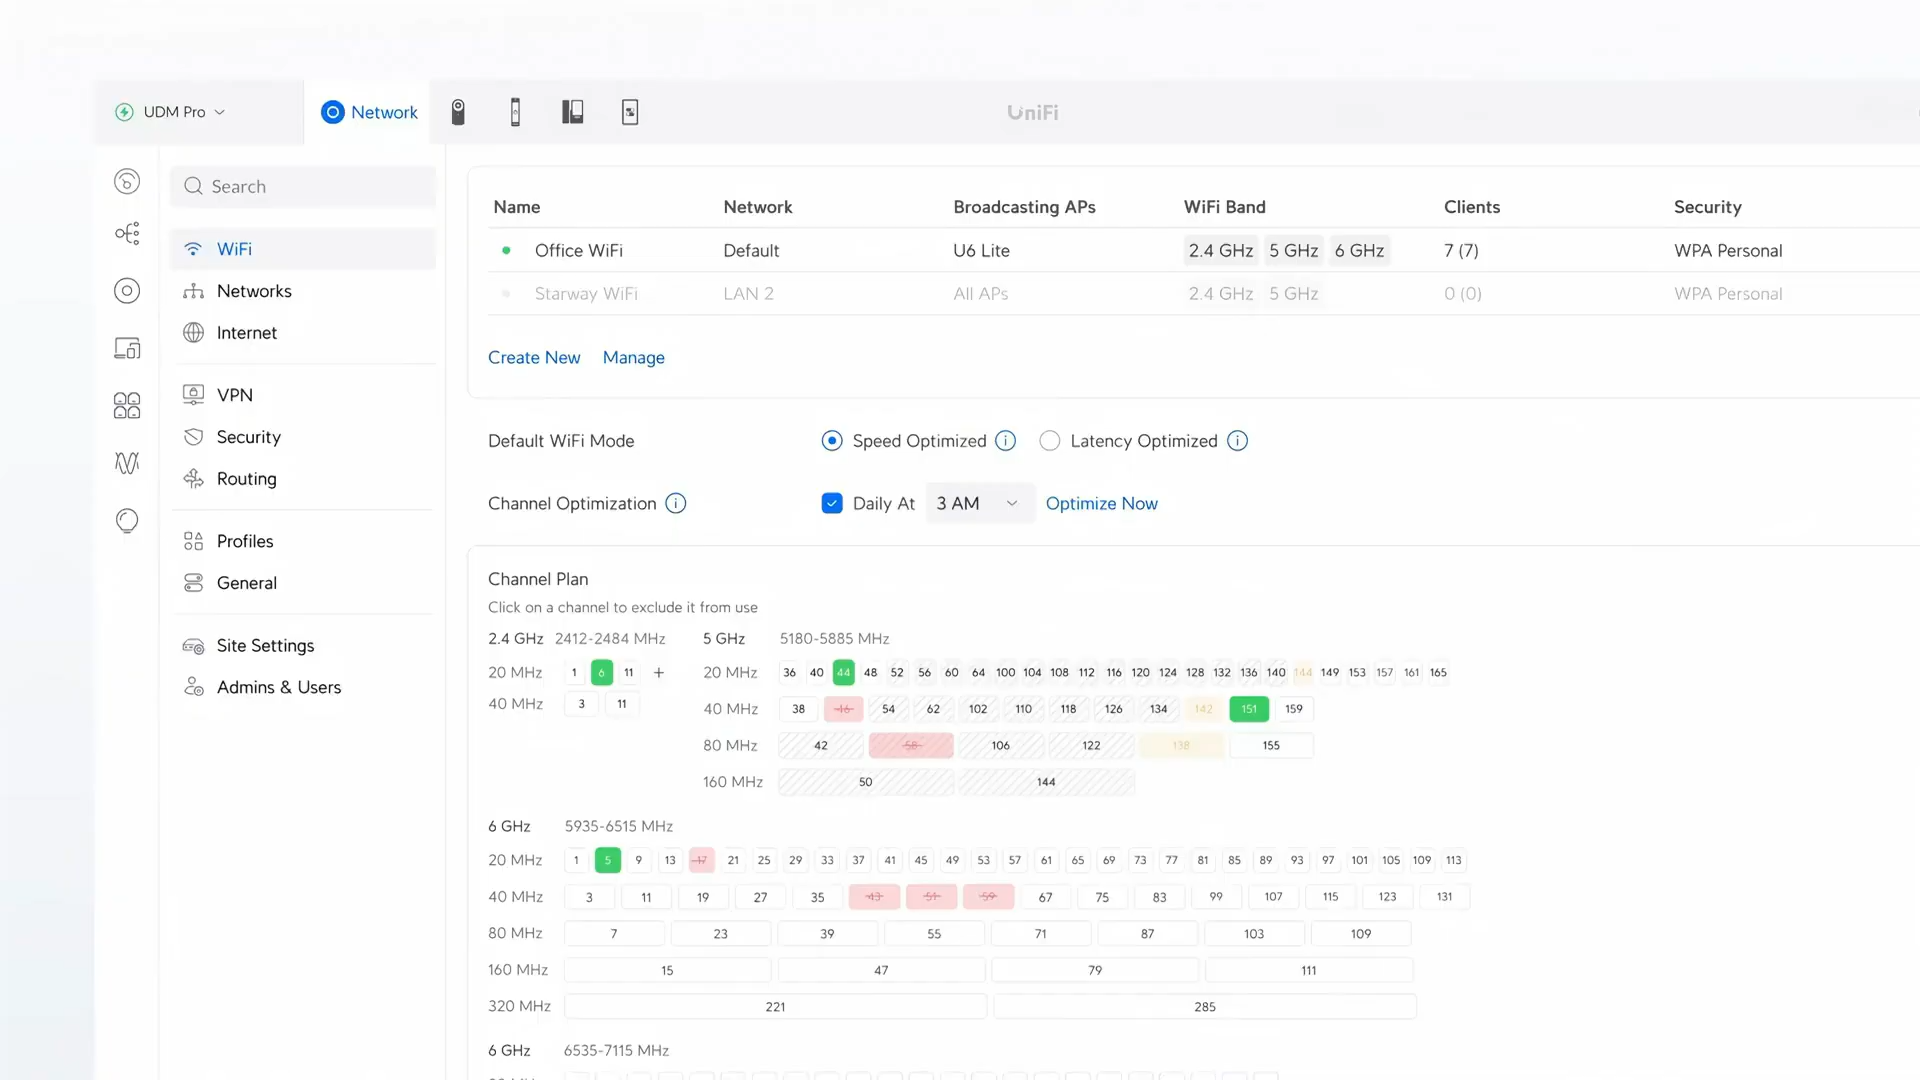 UDM Pro
Network
UniFi
Search
WiFi
Networks
Internet
VPN
Security
Routing
Profiles
General
Site Settings
Admins & Users
Name Network Broadcasting APs WiFi Band Clients Security
Office WiFi Default U6 Lite 2.4 GHz 5 GHz 6 GHz 7 (7) WPA Personal
Starway WiFi LAN 2 All APs 2.4 GHz 5 GHz 0 (0) WPA Personal
Create New Manage
Default WiFi Mode Speed Optimized Latency Optimized
Channel Optimization Daily At 3 AM Optimize Now
Channel Plan
Click on a channel to exclude it from use
2.4 GHz 2412-2484 MHz
20 MHz 1 6 11 +
40 MHz 3 11
5 GHz 5180-5885 MHz
20 MHz 36 40 44 48 52 56 60 64 100 104 108 112 116 120 124 128 132 136 140 144 149 153 157 161 165
40 MHz 38 46 54 62 102 110 118 126 134 142 151 159
80 MHz 42 58 106 122 138 155
160 MHz 50 144
6 GHz 5935-6515 MHz
20 MHz 1 5 9 13 17 21 25 29 33 37 41 45 49 53 57 61 65 69 73 77 81 85 89 93 97 101 105 109 113
40 MHz 3 11 19 27 35 43 51 59 67 75 83 99 107 115 123 131
80 MHz 7 23 39 55 71 87 103 109
160 MHz 15 47 79 111
320 MHz 221 285
6 GHz 6535-7115 MHz